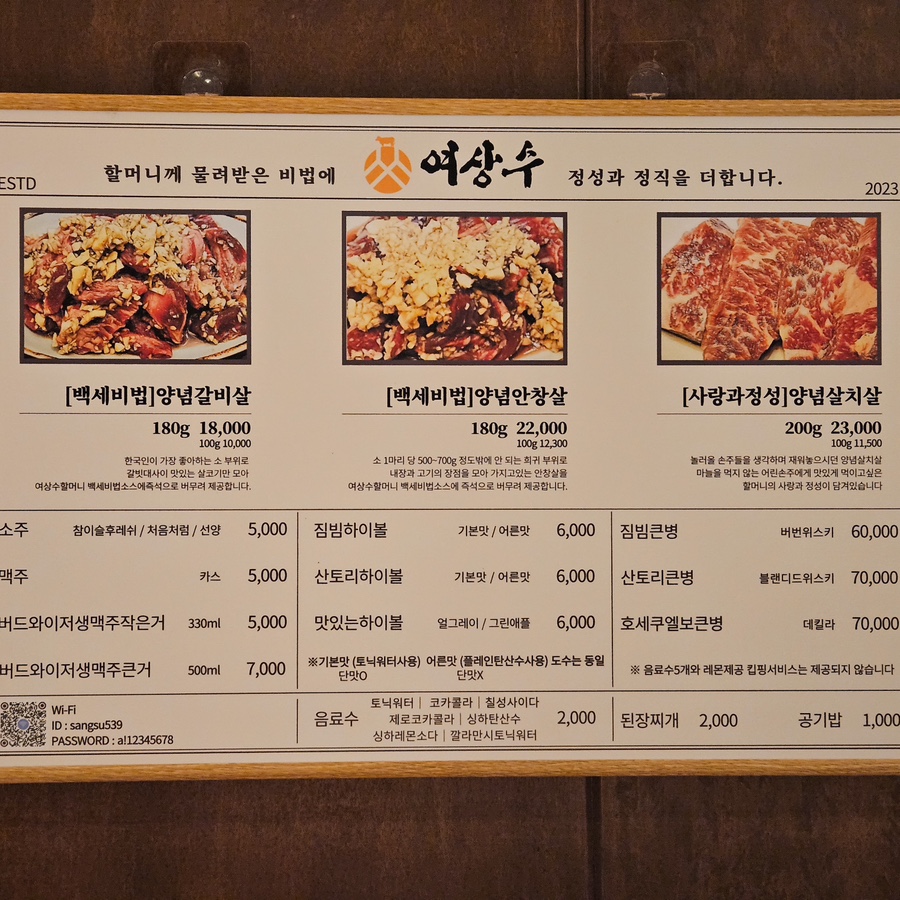 할머니께 물려받은 비법에
여상수
정성과 정직을 더합니다.
ESTD
2023
[백세비법]양념갈비살
180g 18,000
100g 10,000
한국인이 가장 좋아하는 소 부위로
갈빗대사이 맛있는 살코기만 모아
여상수할머니 백세비법소스에즉석으로 버무려 제공합니다.
[백세비법]양념안창살
180g 22,000
100g 12,300
소 1마리 당 500~700g 정도밖에 안 되는 희귀 부위로
내장과 고기의 장점을 모아 가지고있는 안창살을
여상수할머니 백세비법소스에 즉석으로 버무려 제공합니다.
[사랑과정성]양념살치살
200g 23,000
100g 11,500
놀러올 손주들을 생각하며 재워놓으시던 양념살치살
마늘을 먹지 않는 어린손주에게 맛있게 먹이고싶은
할머니의 사랑과 정성이 담겨있습니다
소주 참이슬후레쉬 / 처음처럼 / 선양 5,000
맥주 카스 5,000
버드와이저생맥주작은거 330ml 5,000
버드와이저생맥주큰거 500ml 7,000
짐빔하이볼 기본맛 / 어른맛 6,000
산토리하이볼 기본맛 / 어른맛 6,000
맛있는하이볼 얼그레이 / 그린애플 6,000
※기본맛 (토닉워터사용) 어른맛 (플레인탄산수사용) 도수는 동일
단맛O 단맛X
짐빔큰병 버번위스키 60,000
산토리큰병 블랜디드위스키 70,000
호세쿠엘보큰병 데킬라 70,000
※ 음료수5개와 레몬제공 킵핑서비스는 제공되지 않습니다
Wi-Fi
ID : sangsu539
PASSWORD : a!12345678
음료수
토닉워터 | 코카콜라 | 칠성사이다
제로코카콜라 | 싱하탄산수
싱하레몬소다 | 깔라만시토닉워터
2,000
된장찌개 2,000 공기밥 1,000